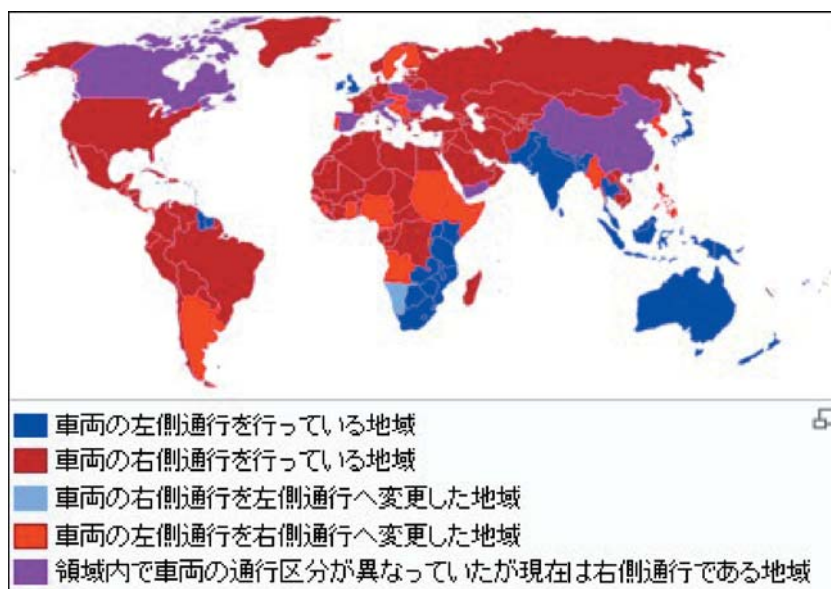 車両の左側通行を行っている地域
車両の右側通行を行っている地域
車両の右側通行を左側通行へ変更した地域
車両の左側通行を右側通行へ変更した地域
領域内で車両の通行区分が異なっていたが現在は右側通行である地域